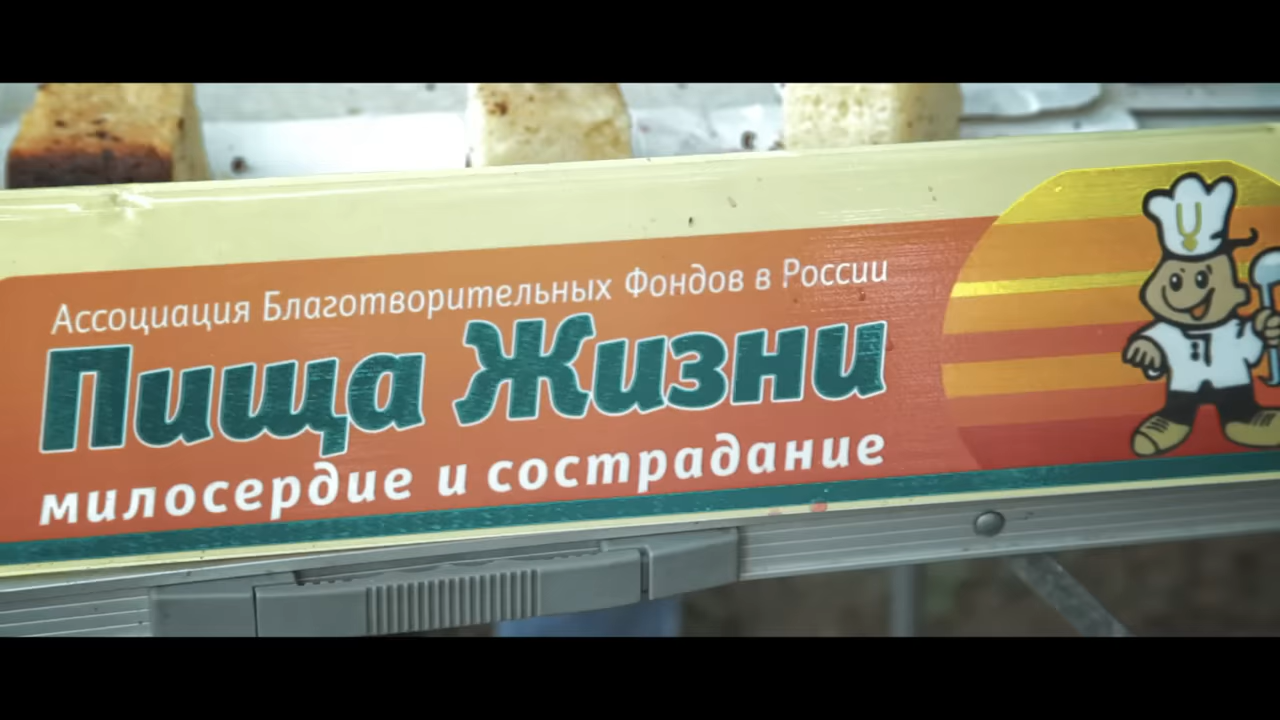 Ассоциация Благотворительных Фондов в России
Пища Жизни
милосердие и сострадание